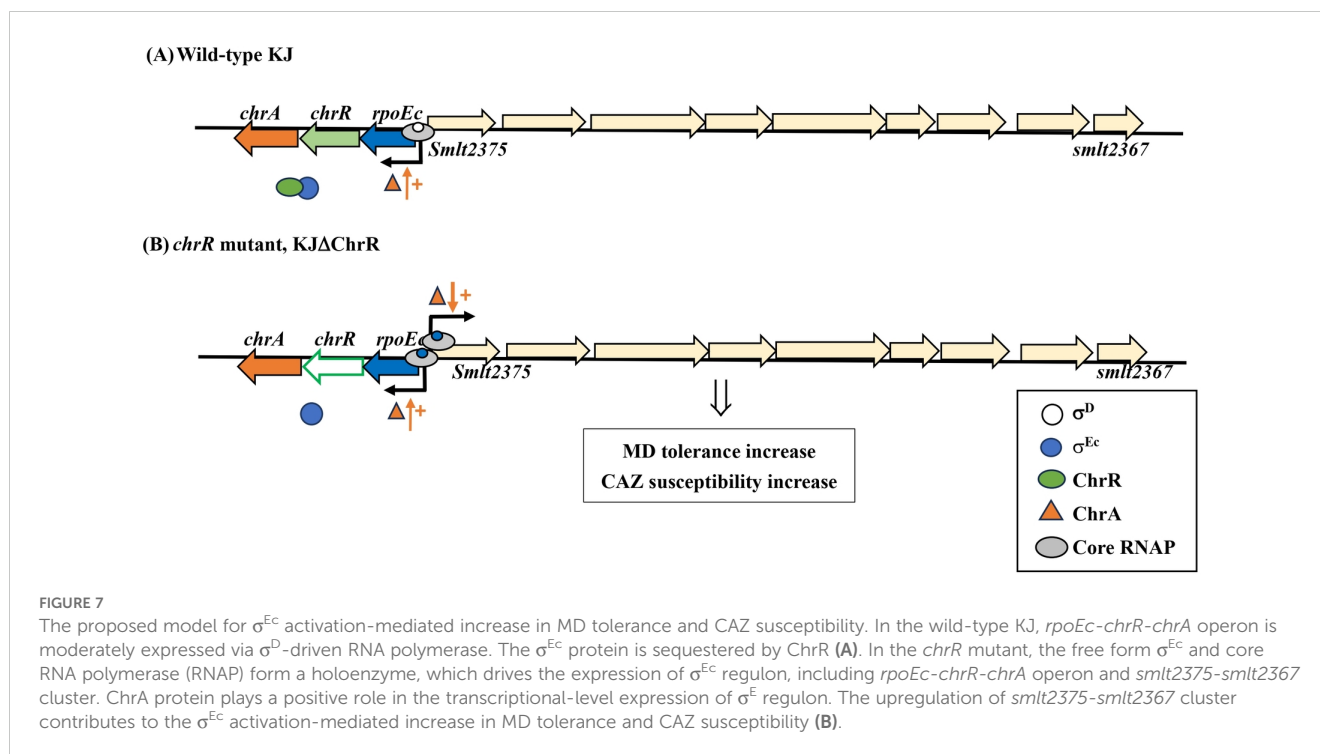 (A) Wild-type KJ
chrA chrR rpoEc
Smlt2375 smlt2367
+
(B) chrR mutant, KJΔChrR
+
chrA chrR rpoEc
Smlt2375 smlt2367
+
MD tolerance increase
CAZ susceptibility increase
σD
σEc
ChrR
ChrA
Core RNAP
FIGURE 7
The proposed model for σEc activation-mediated increase in MD tolerance and CAZ susceptibility. In the wild-type KJ, rpoEc-chrR-chrA operon is
moderately expressed via σD-driven RNA polymerase. The σEc protein is sequestered by ChrR (A). In the chrR mutant, the free form σEc and core
RNA polymerase (RNAP) form a holoenzyme, which drives the expression of σEc regulon, including rpoEc-chrR-chrA operon and smlt2375-smlt2367
cluster. ChrA protein plays a positive role in the transcriptional-level expression of σE regulon. The upregulation of smlt2375-smlt2367 cluster
contributes to the σEc activation-mediated increase in MD tolerance and CAZ susceptibility (B).